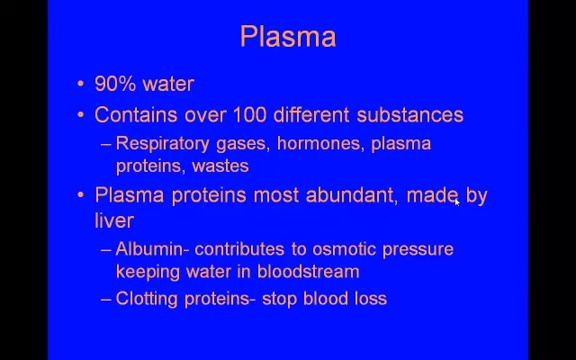 Plasma
• 90% water
• Contains over 100 different substances
– Respiratory gases, hormones, plasma
proteins, wastes
• Plasma proteins most abundant, made by
liver
– Albumin- contributes to osmotic pressure
keeping water in bloodstream
– Clotting proteins- stop blood loss